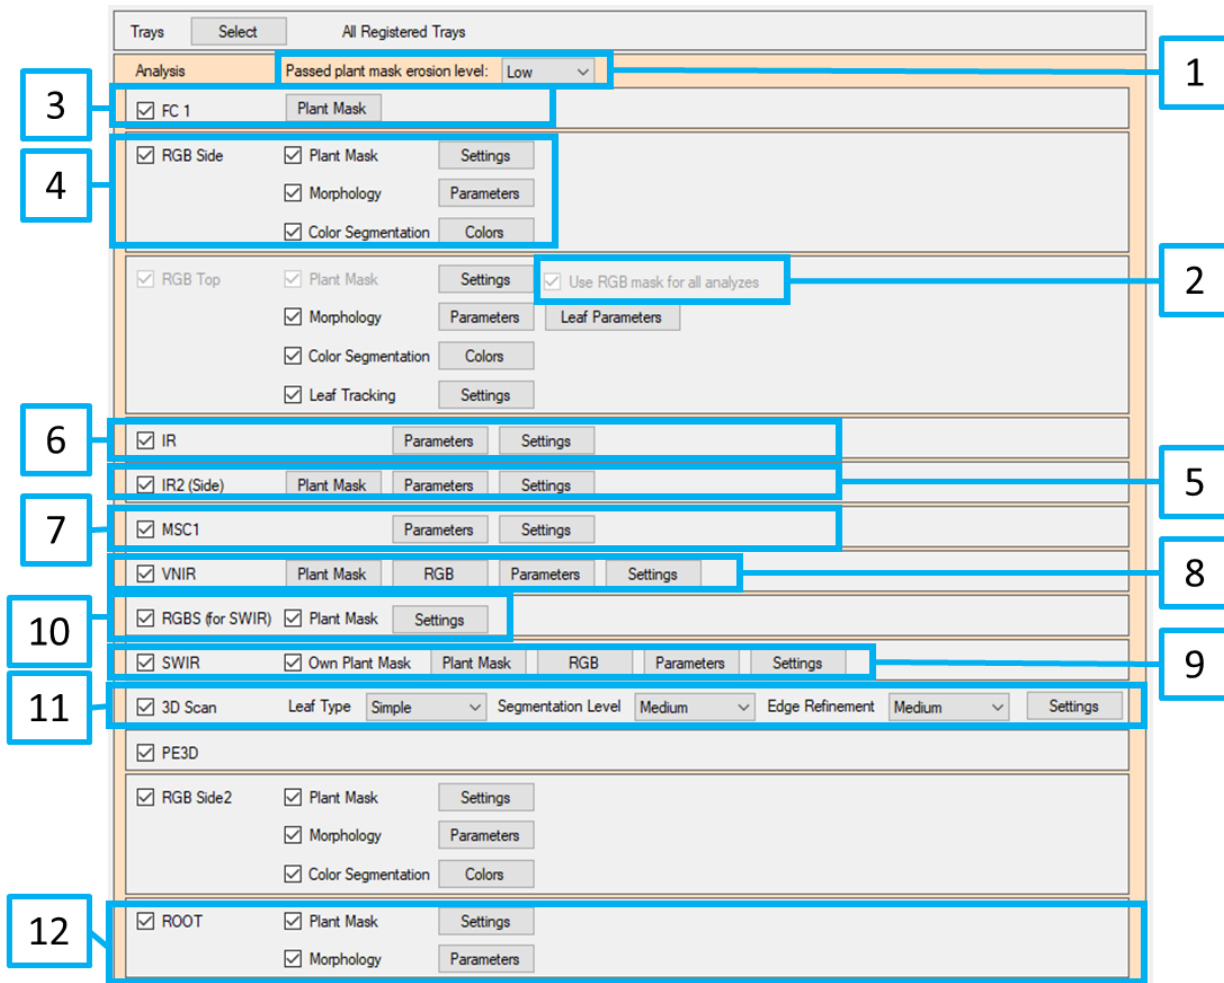 Trays Select All Registered Trays
Analysis Passed plant mask erosion level: Low
1
3
FC 1 Plant Mask
RGB Side Plant Mask Settings
4
Morphology Parameters
Color Segmentation Colors
RGB Top Plant Mask Settings Use RGB mask for all analyzes
2
Morphology Parameters Leaf Parameters
Color Segmentation Colors
Leaf Tracking Settings
6
IR Parameters Settings
IR2 (Side) Plant Mask Parameters Settings
5
7
MSC1 Parameters Settings
VNIR Plant Mask RGB Parameters Settings
8
10
RGBS (for SWIR) Plant Mask Settings
SWIR Own Plant Mask Plant Mask RGB Parameters Settings
9
11
3D Scan Leaf Type Simple Segmentation Level Medium Edge Refinement Medium Settings
PE3D
RGB Side2 Plant Mask Settings
Morphology Parameters
Color Segmentation Colors
12
ROOT Plant Mask Settings
Morphology Parameters